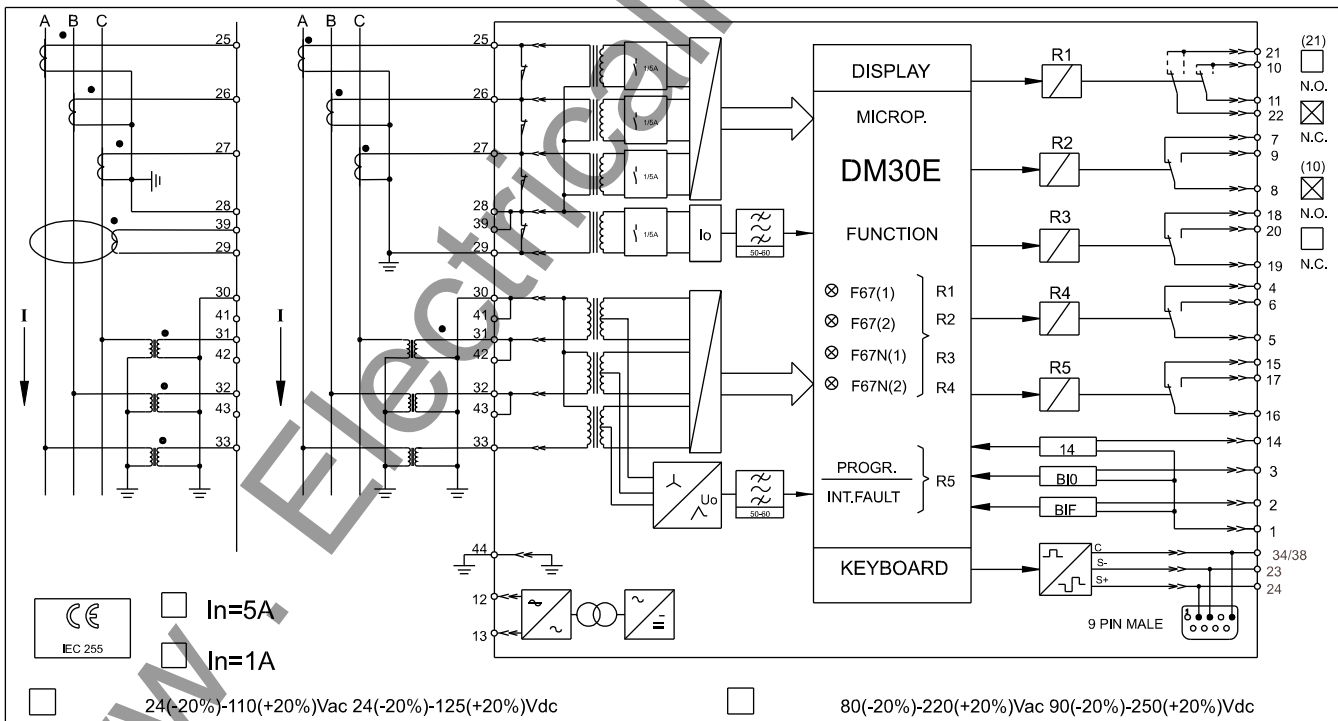 A B C
A B C
25
26
27
28
39
29
30
41
31
42
32
43
33
I
I
25
26
27
28
39
29
30
41
31
42
32
43
33
44
12
13
1/5A
1/5A
1/5A
1/5A
Io
50-60
Uo
50-60
DISPLAY
MICROP.
DM30E
FUNCTION
F67(1)
F67(2)
F67N(1)
F67N(2)
R1
R2
R3
R4
PROGR.
INT.FAULT
R5
KEYBOARD
R1
R2
R3
R4
R5
14
BI0
BIF
C
S-
S+
21
10
11
22
7
9
8
18
20
19
4
6
5
15
17
16
14
3
2
1
34/38
23
24
(21)
N.O.
N.C.
(10)
N.O.
N.C.
1
9 PIN MALE
CE
IEC 255
In=5A
In=1A
24(-20%)-110(+20%)Vac 24(-20%)-125(+20%)Vdc
80(-20%)-220(+20%)Vac 90(-20%)-250(+20%)Vdc